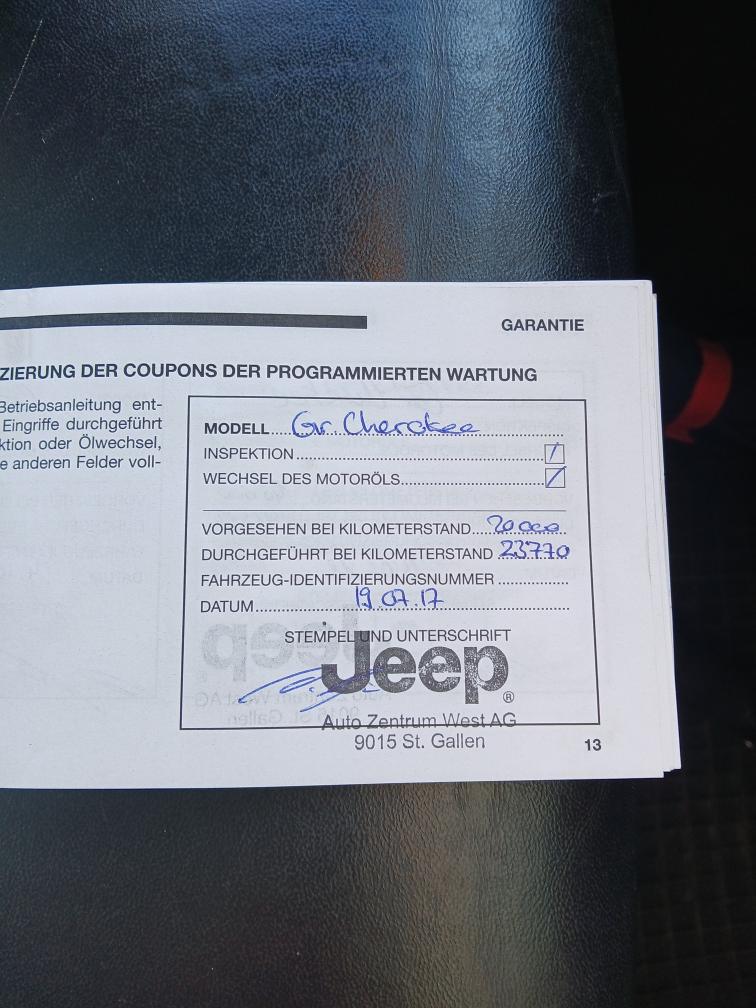 GARANTIE
ZIERUNG DER COUPONS DER PROGRAMMIERTEN WARTUNG
Betriebsanleitung ent-
Eingriffe durchgeführt
ktion oder Ölwechsel,
e anderen Felder voll-
MODELL Gr. Cherokee
INSPEKTION
WECHSEL DES MOTORÖLS
VORGESEHEN BEI KILOMETERSTAND 20000
DURCHGEFÜHRT BEI KILOMETERSTAND 23770
FAHRZEUG-IDENTIFIZIERUNGSNUMMER
DATUM 19.07.17
STEMPEL UND UNTERSCHRIFT
Jeep®
Auto Zentrum West AG
9015 St. Gallen
13